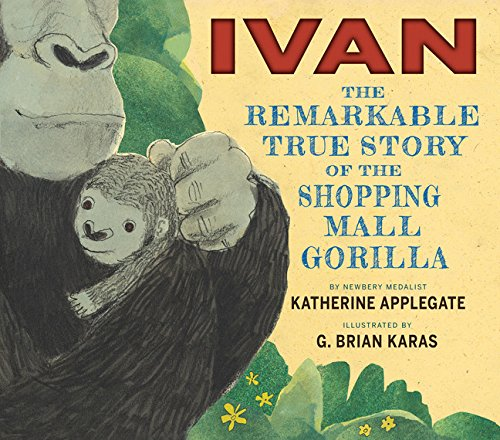 IVAN
THE
REMARKABLE
TRUE STORY
OF THE
SHOPPING
MALL
GORILLA
BY NEWBERY MEDALIST
KATHERINE APPLEGATE
ILLUSTRATED BY
G. BRIAN KARAS